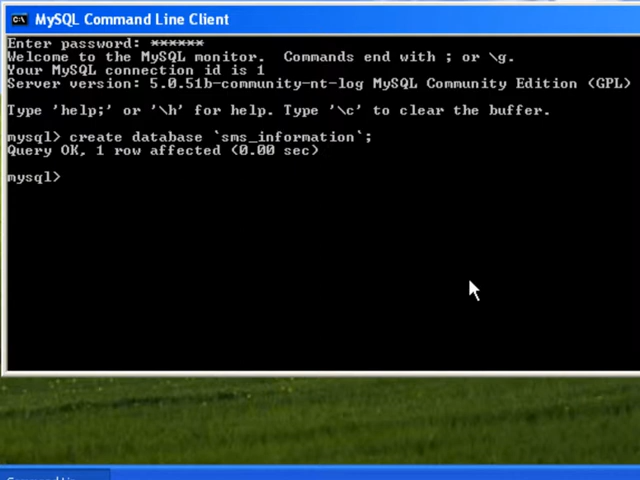 MySQL Command Line Client
Enter password: ******
Welcome to the MySQL monitor.  Commands end with ; or \g.
Your MySQL connection id is 1
Server version: 5.0.51b-community-nt-log MySQL Community Edition (GPL)
Type 'help;' or '\h' for help. Type '\c' to clear the buffer.
mysql> create database `sms_information`;
Query OK, 1 row affected (0.00 sec)
mysql>